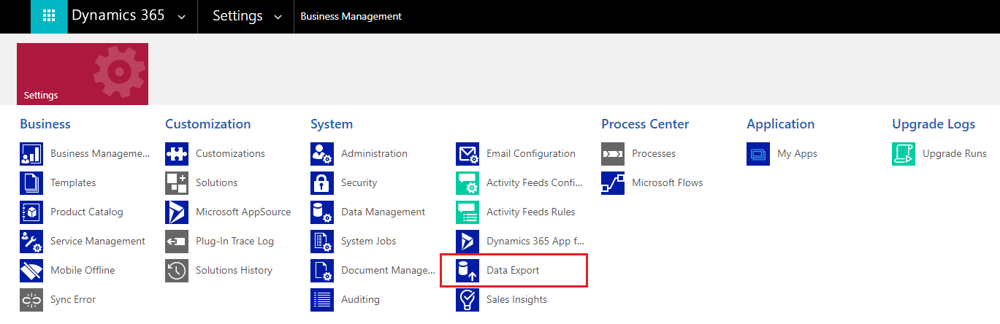 Dynamics 365 Settings Business Management
Settings
Business Customization System Process Center Application Upgrade Logs
Business Manageme... Customizations Administration Email Configuration Processes My Apps Upgrade Runs
Templates Solutions Security Activity Feeds Confi... Microsoft Flows
Product Catalog Microsoft AppSource Data Management Activity Feeds Rules
Service Management Plug-In Trace Log System Jobs Dynamics 365 App f...
Mobile Offline Solutions History Document Manage... Data Export
Sync Error Auditing Sales Insights